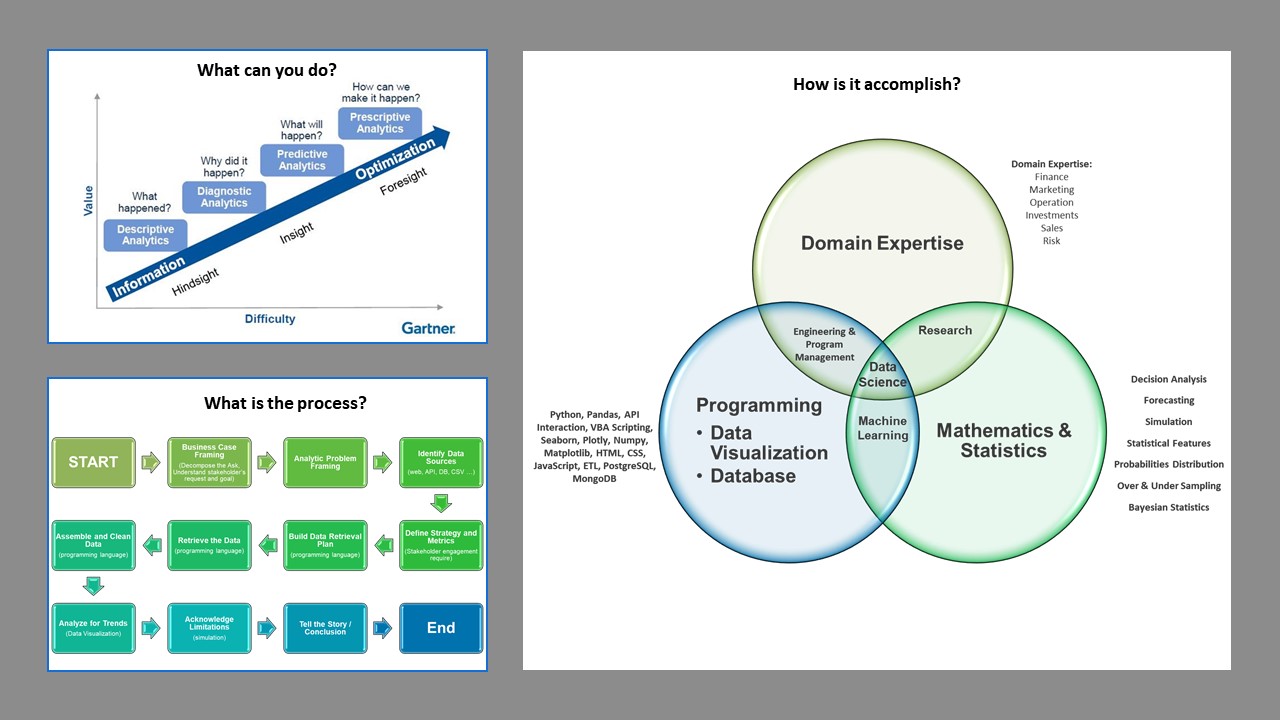 What can you do?
How can we
make it happen?
Prescriptive
Analytics
What will
happen?
Predictive
Analytics
Why did it
happen?
Diagnostic
Analytics
What
happened?
Descriptive
Analytics
Value
Information
Optimization
Hindsight
Insight
Foresight
Difficulty
Gartner.
What is the process?
START
Business Case
Framing
(Decompose the Ask,
Understand stakeholder's
request and goal)
Analytic Problem
Framing
Identify Data
Sources
(web, API, DB, CSV ...)
Define Strategy and
Metrics
(Stakeholder engagement
require)
Build Data Retrieval
Plan
(programming language)
Retrieve the Data
(programming language)
Assemble and Clean
Data
(programming language)
Analyze for Trends
(Data Visualization)
Acknowledge
Limitations
(simulation)
Tell the Story /
Conclusion
End
How is it accomplish?
Domain Expertise
Domain Expertise:
Finance
Marketing
Operation
Investments
Sales
Risk
Engineering &
Program
Management
Research
Data
Science
Machine
Learning
Programming
• Data
Visualization
• Database
Mathematics &
Statistics
Python, Pandas, API
Interaction, VBA Scripting,
Seaborn, Plotly, Numpy,
Matplotlib, HTML, CSS,
JavaScript, ETL, PostgreSQL,
MongoDB
Decision Analysis
Forecasting
Simulation
Statistical Features
Probabilities Distribution
Over & Under Sampling
Bayesian Statistics